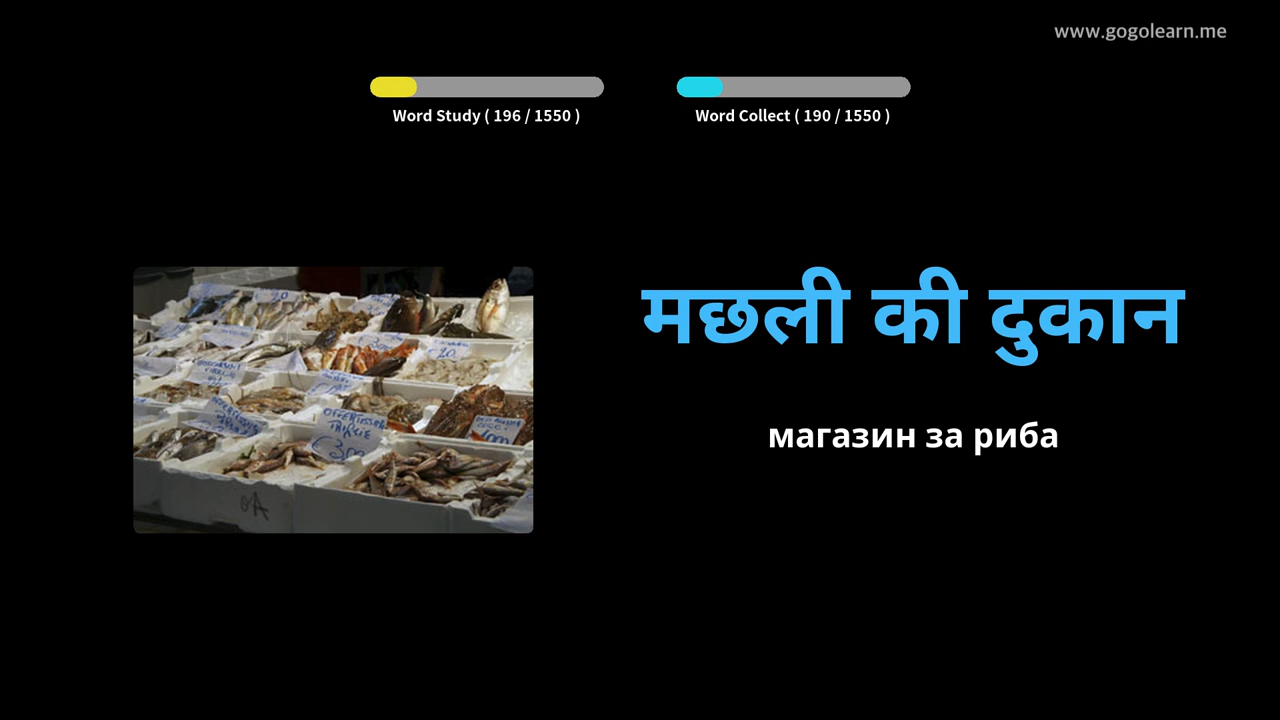 www.gogolearn.me
Word Study ( 196 / 1550 )
Word Collect ( 190 / 1550 )
मछली की दुकान
магазин за риба